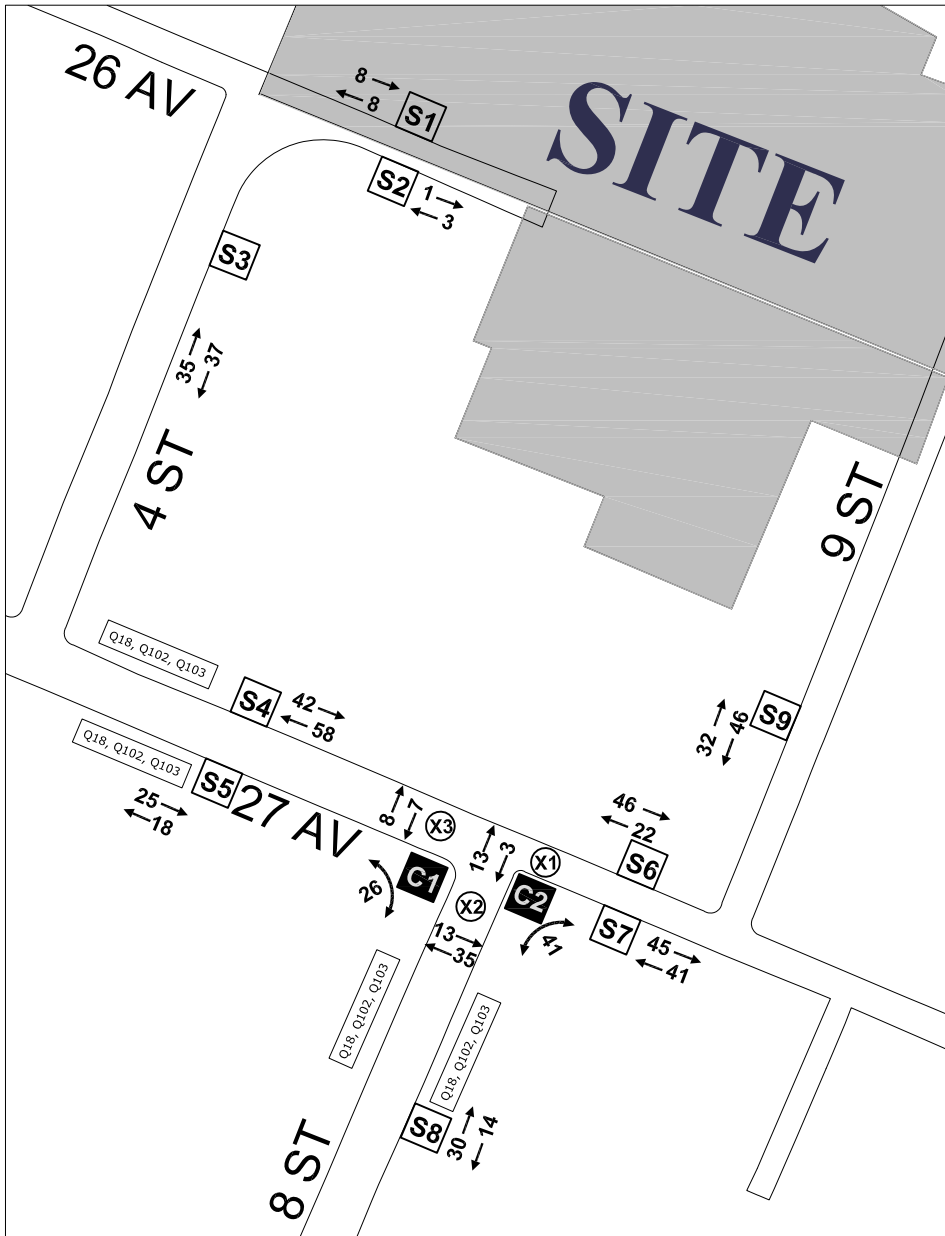 26 AV
8
8
S1
SITE
S2
1
3
S3
35
37
4 ST
9 ST
Q18, Q102, Q103
S4
42
58
S9
32
46
Q18, Q102, Q103
S5
25
18
27 AV
8
7
X3
13
3
X1
46
22
S6
C1
26
X2
C2
41
S7
45
41
13
35
Q18, Q102, Q103
Q18, Q102, Q103
S8
30
14
8 ST